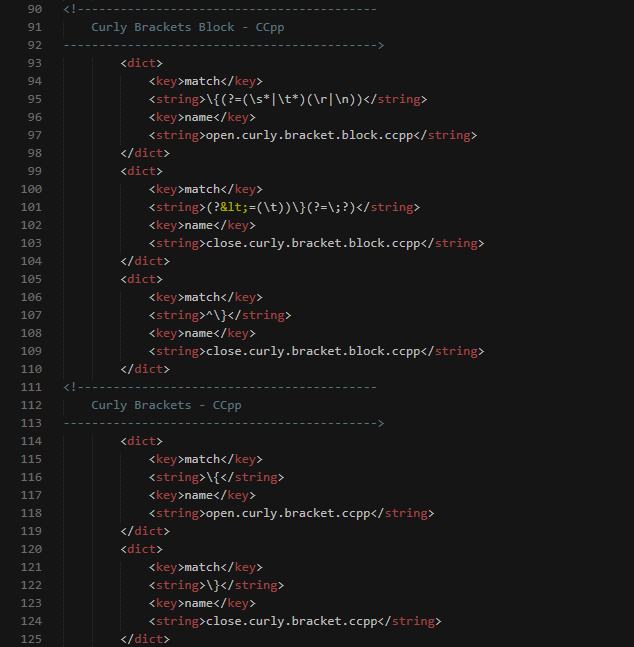 90 <!------------------------------------------
91     Curly Brackets Block - CCpp
92 -------------------------------------------->
93         <dict>
94             <key>match</key>
95             <string>\{(?=(\s*|\t*)(\r|\n))</string>
96             <key>name</key>
97             <string>open.curly.bracket.block.ccpp</string>
98         </dict>
99         <dict>
100             <key>match</key>
101             <string>(?&lt;=(\t))\}(?=\;?)</string>
102             <key>name</key>
103             <string>close.curly.bracket.block.ccpp</string>
104         </dict>
105         <dict>
106             <key>match</key>
107             <string>^\}</string>
108             <key>name</key>
109             <string>close.curly.bracket.block.ccpp</string>
110         </dict>
111 <!------------------------------------------
112     Curly Brackets - CCpp
113 -------------------------------------------->
114         <dict>
115             <key>match</key>
116             <string>\{</string>
117             <key>name</key>
118             <string>open.curly.bracket.ccpp</string>
119         </dict>
120         <dict>
121             <key>match</key>
122             <string>\}</string>
123             <key>name</key>
124             <string>close.curly.bracket.ccpp</string>
125         </dict>